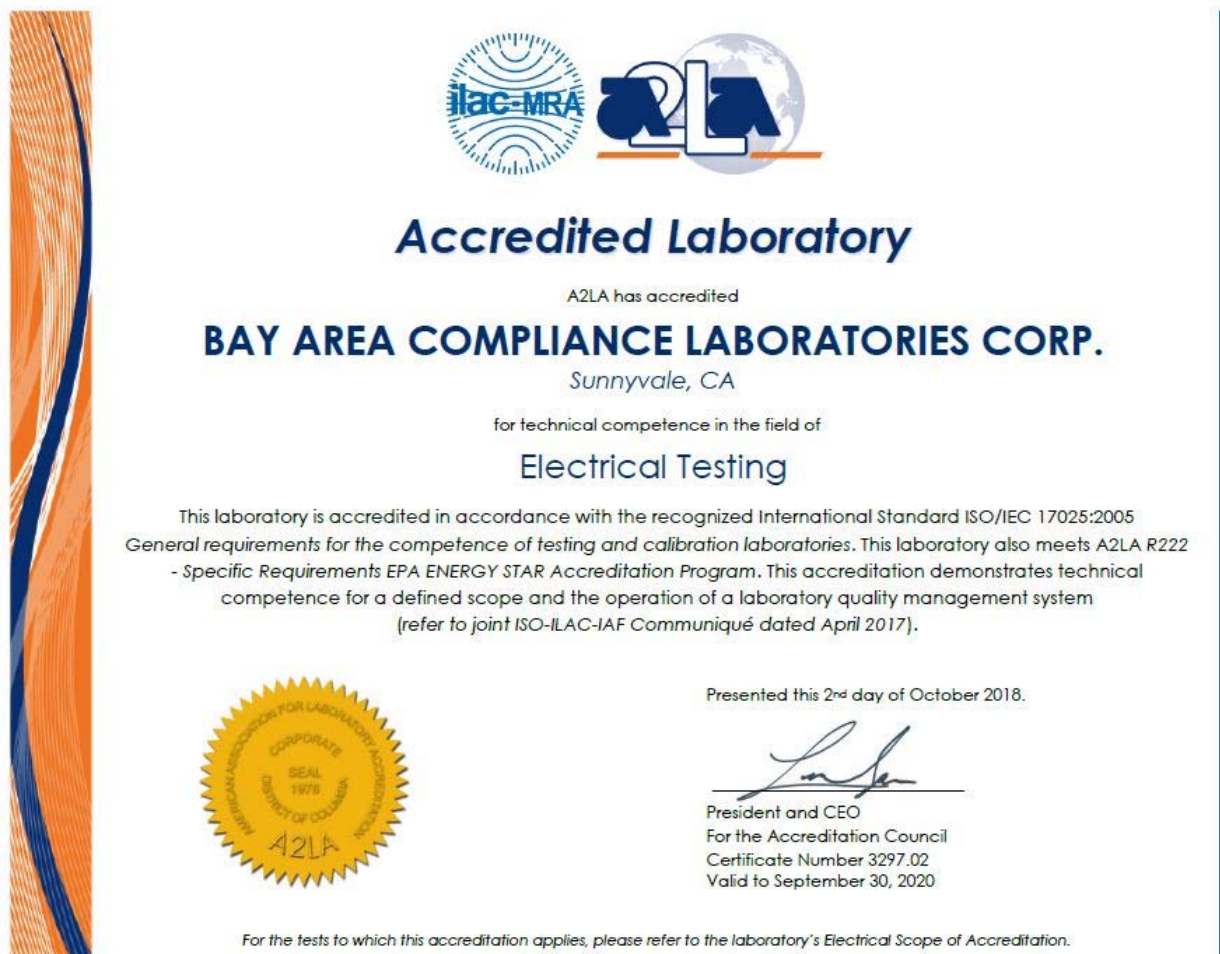 ilac-MRA
A2LA
Accredited Laboratory
A2LA has accredited
BAY AREA COMPLIANCE LABORATORIES CORP.
Sunnyvale, CA
for technical competence in the field of
Electrical Testing
This laboratory is accredited in accordance with the recognized International Standard ISO/IEC 17025:2005
General requirements for the competence of testing and calibration laboratories. This laboratory also meets A2LA R222
- Specific Requirements EPA ENERGY STAR Accreditation Program. This accreditation demonstrates technical
competence for a defined scope and the operation of a laboratory quality management system
(refer to joint ISO-ILAC-IAF Communiqué dated April 2017).
AMERICAN ASSOCIATION FOR LABORATORY ACCREDITATION
CORPORATE
SEAL
1978
DISTRICT OF COLUMBIA
A2LA
Presented this 2nd day of October 2018.
President and CEO
For the Accreditation Council
Certificate Number 3297.02
Valid to September 30, 2020
For the tests to which this accreditation applies, please refer to the laboratory's Electrical Scope of Accreditation.